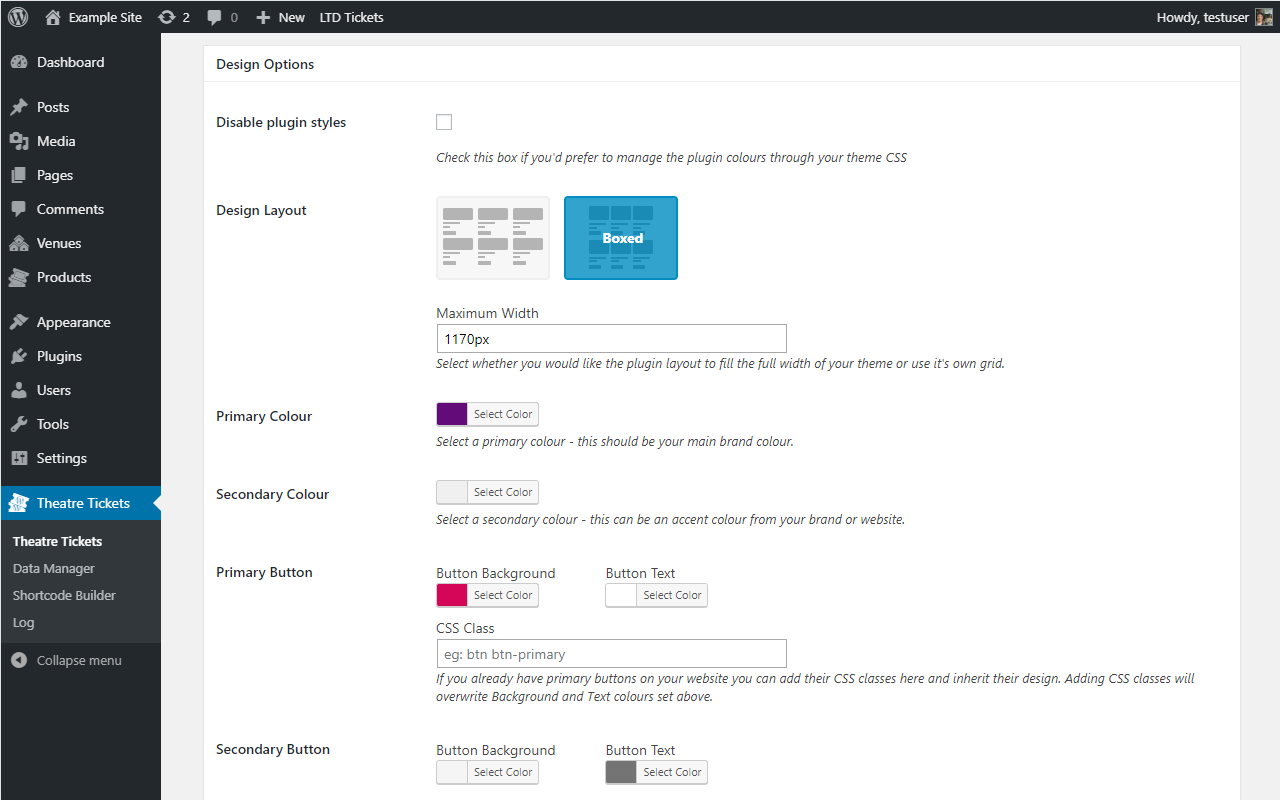 Example Site 2 0 New LTD Tickets Howdy, testuser
Dashboard
Posts
Media
Pages
Comments
Venues
Products
Appearance
Plugins
Users
Tools
Settings
Theatre Tickets
Theatre Tickets
Data Manager
Shortcode Builder
Log
Collapse menu
Design Options
Disable plugin styles
Check this box if you'd prefer to manage the plugin colours through your theme CSS
Design Layout
Boxed
Maximum Width
1170px
Select whether you would like the plugin layout to fill the full width of your theme or use it's own grid.
Primary Colour
Select Color
Select a primary colour - this should be your main brand colour.
Secondary Colour
Select Color
Select a secondary colour - this can be an accent colour from your brand or website.
Primary Button
Button Background Button Text
Select Color Select Color
CSS Class
eg: btn btn-primary
If you already have primary buttons on your website you can add their CSS classes here and inherit their design. Adding CSS classes will
overwrite Background and Text colours set above.
Secondary Button
Button Background Button Text
Select Color Select Color